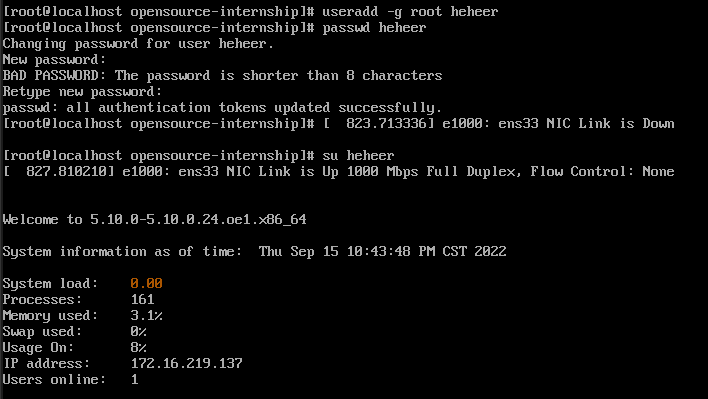 [root@localhost opensource-internship]# useradd -g root heheer
[root@localhost opensource-internship]# passwd heheer
Changing password for user heheer.
New password:
BAD PASSWORD: The password is shorter than 8 characters
Retype new password:
passwd: all authentication tokens updated successfully.
[root@localhost opensource-internship]# [  823.713336] e1000: ens33 NIC Link is Down
[root@localhost opensource-internship]# su heheer
[  827.810210] e1000: ens33 NIC Link is Up 1000 Mbps Full Duplex, Flow Control: None
Welcome to 5.10.0-5.10.0.24.oe1.x86_64
System information as of time:  Thu Sep 15 10:43:48 PM CST 2022
System load:    0.00
Processes:      161
Memory used:    3.1%
Swap used:      0%
Usage On:       8%
IP address:     172.16.219.137
Users online:   1